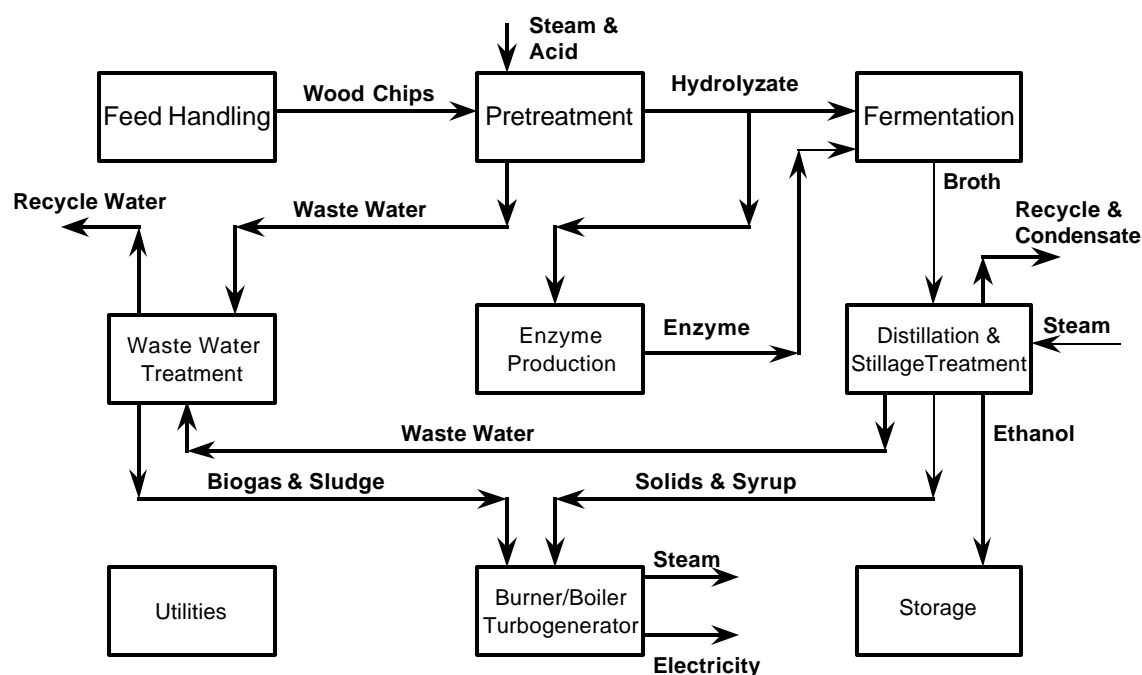 Steam &
Acid
Feed Handling
Wood Chips
Pretreatment
Hydrolyzate
Fermentation
Recycle Water
Waste Water
Broth
Recycle &
Condensate
Waste Water
Treatment
Enzyme
Production
Enzyme
Distillation &
StillageTreatment
Steam
Waste Water
Ethanol
Biogas & Sludge
Solids & Syrup
Utilities
Burner/Boiler
Turbogenerator
Steam
Electricity
Storage